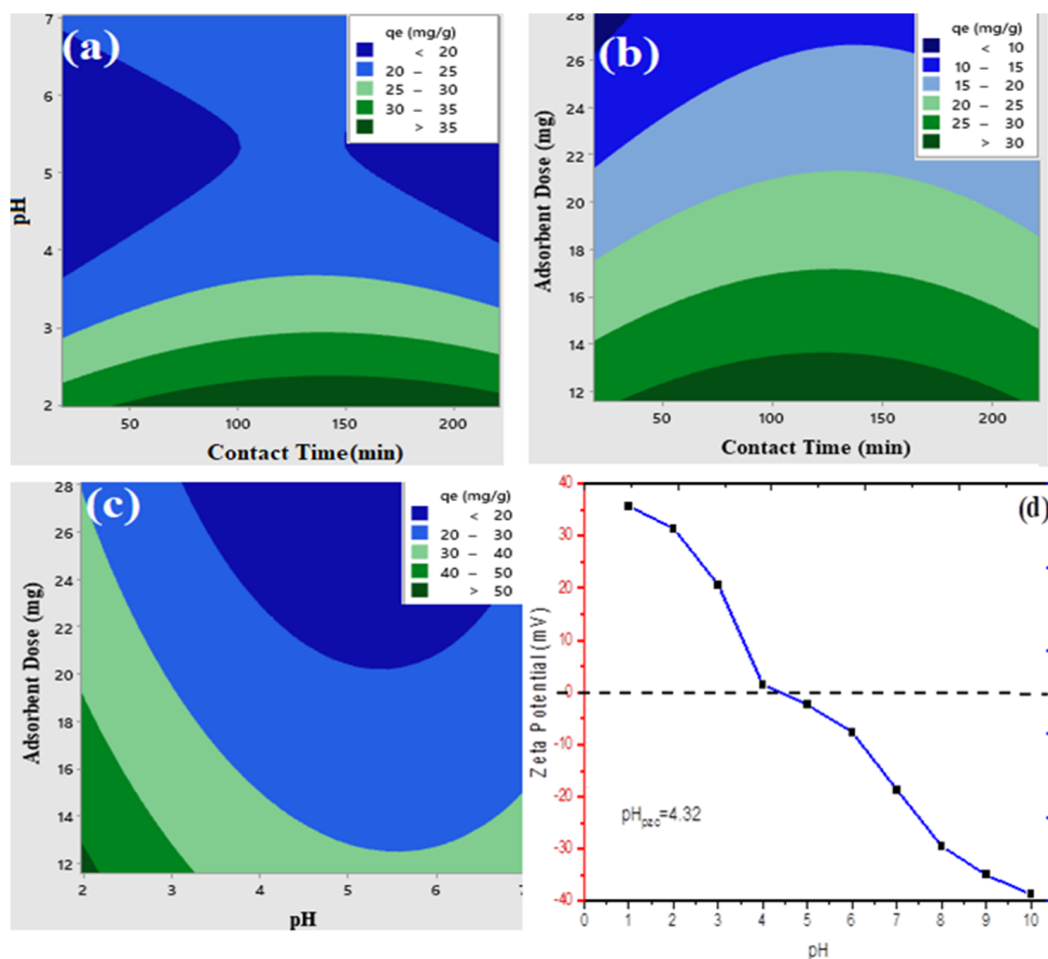 (a)
qe (mg/g)
< 20
20 – 25
25 – 30
30 – 35
> 35
7
6
5
4
3
2
pH
50
100
150
200
Contact Time(min)
(b)
qe (mg/g)
< 10
10 – 15
15 – 20
20 – 25
25 – 30
> 30
28
26
24
22
20
18
16
14
12
Adsorbent Dose (mg)
50
100
150
200
Contact Time (min)
(c)
qe (mg/g)
< 20
20 – 30
30 – 40
40 – 50
> 50
28
26
24
22
20
18
16
14
12
Adsorbent Dose (mg)
2
3
4
5
6
7
pH
(d)
40
30
20
10
0
-10
-20
-30
-40
Zeta Potential (mV)
pHpzc=4.32
0
1
2
3
4
5
6
7
8
9
10
pH